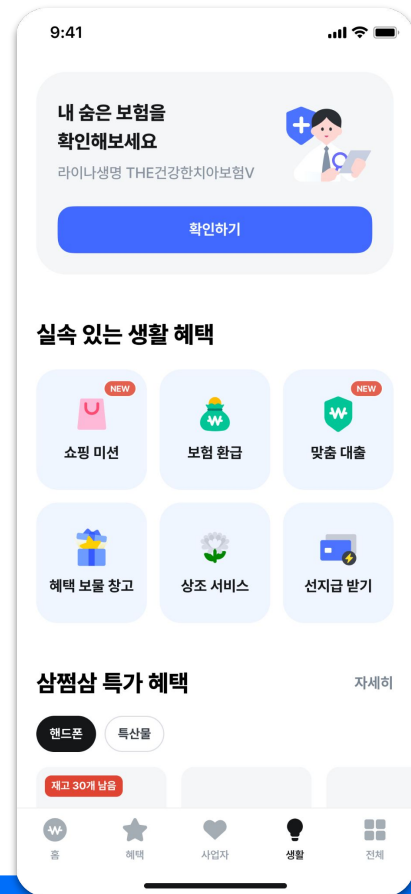 9:41
내 숨은 보험을
확인해보세요
라이나생명 THE건강한치아보험V
확인하기
실속 있는 생활 혜택
NEW
쇼핑 미션
보험 환급
NEW
맞춤 대출
혜택 보물 창고
상조 서비스
선지급 받기
삼쩜삼 특가 혜택
자세히
핸드폰
특산물
재고 30개 남음
홈
혜택
사업자
생활
전체